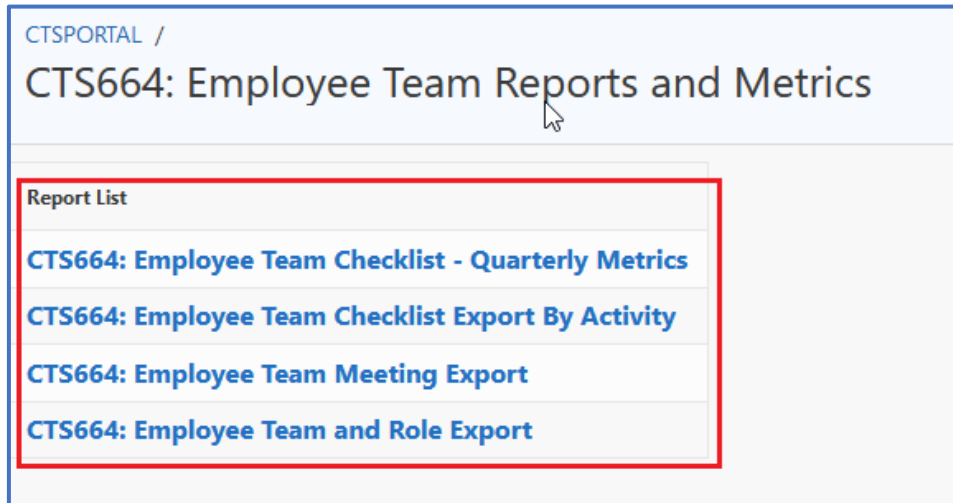 CTSPORTAL /
CTS664: Employee Team Reports and Metrics
Report List
CTS664: Employee Team Checklist - Quarterly Metrics
CTS664: Employee Team Checklist Export By Activity
CTS664: Employee Team Meeting Export
CTS664: Employee Team and Role Export